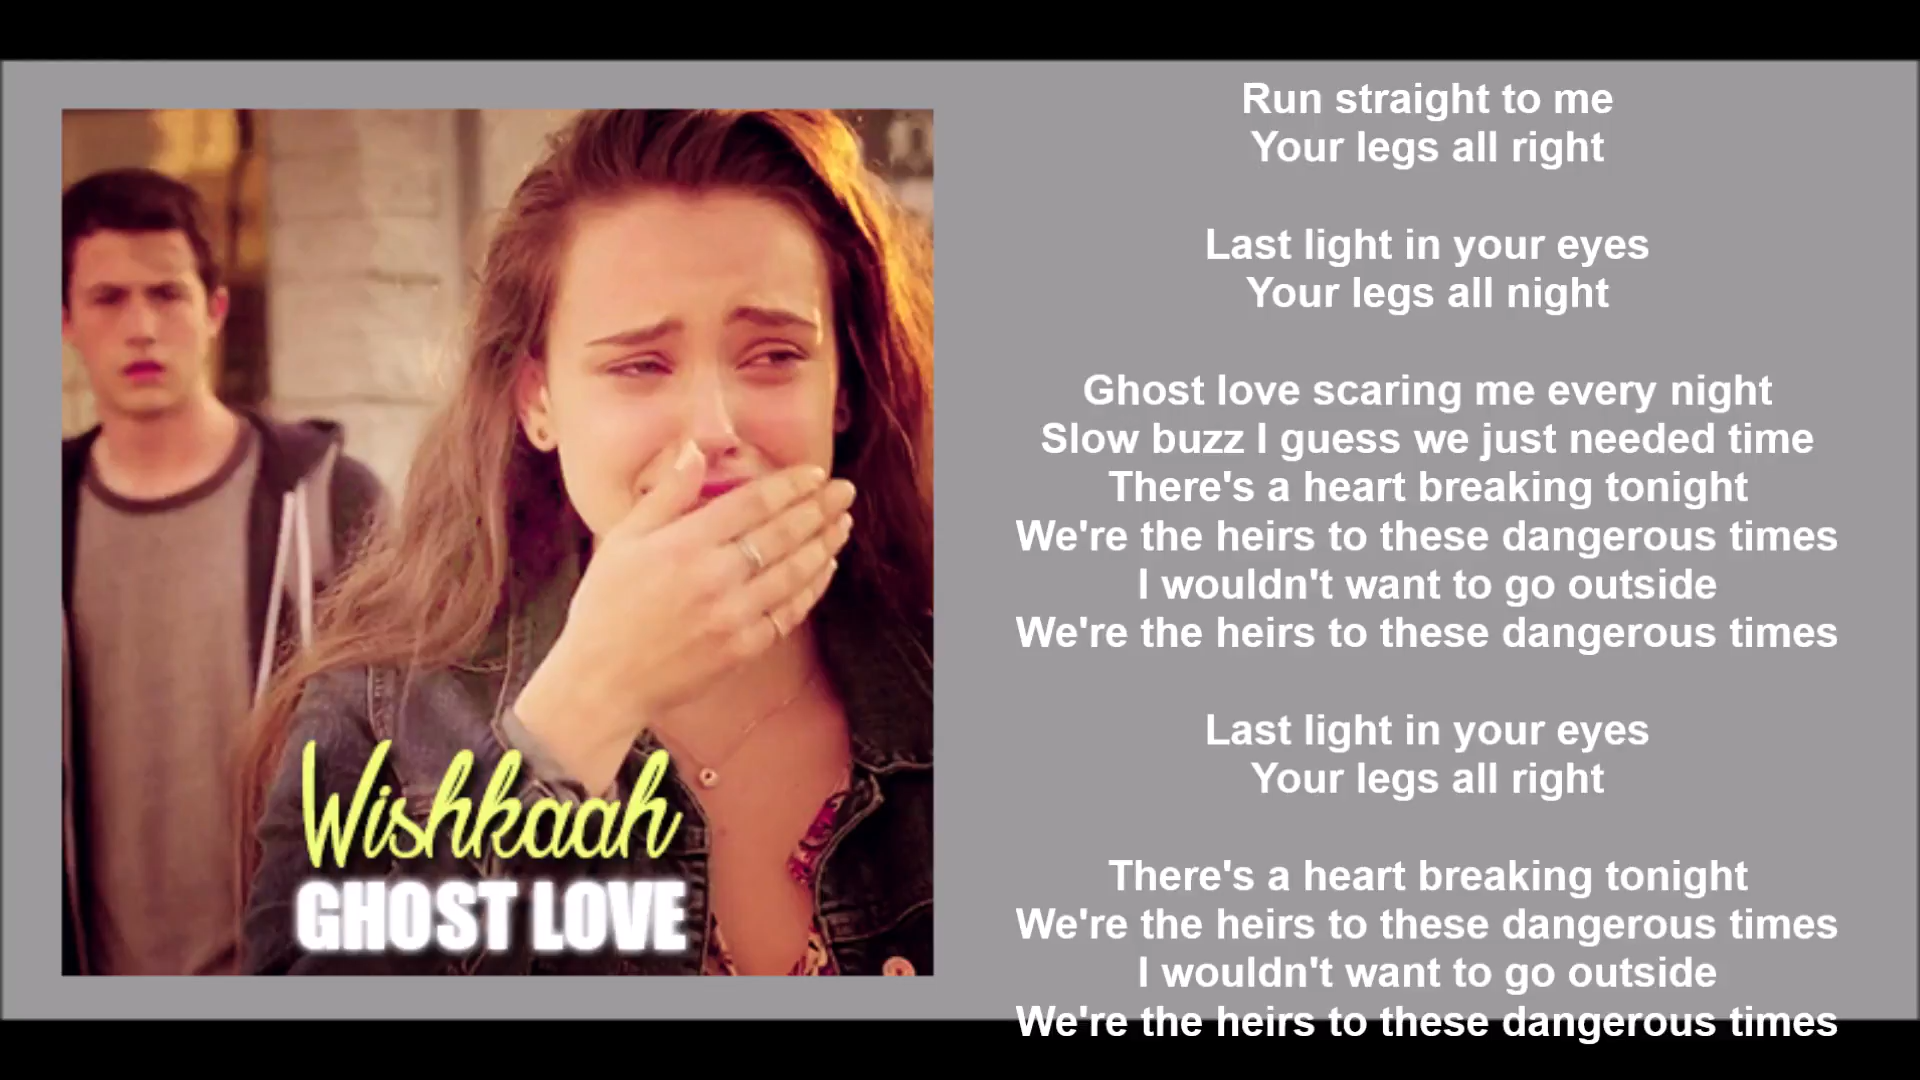 Run straight to me
Your legs all right
Last light in your eyes
Your legs all night
Ghost love scaring me every night
Slow buzz I guess we just needed time
There's a heart breaking tonight
We're the heirs to these dangerous times
I wouldn't want to go outside
We're the heirs to these dangerous times
Last light in your eyes
Your legs all right
There's a heart breaking tonight
We're the heirs to these dangerous times
I wouldn't want to go outside
We're the heirs to these dangerous times
Wishkaah
GHOST LOVE